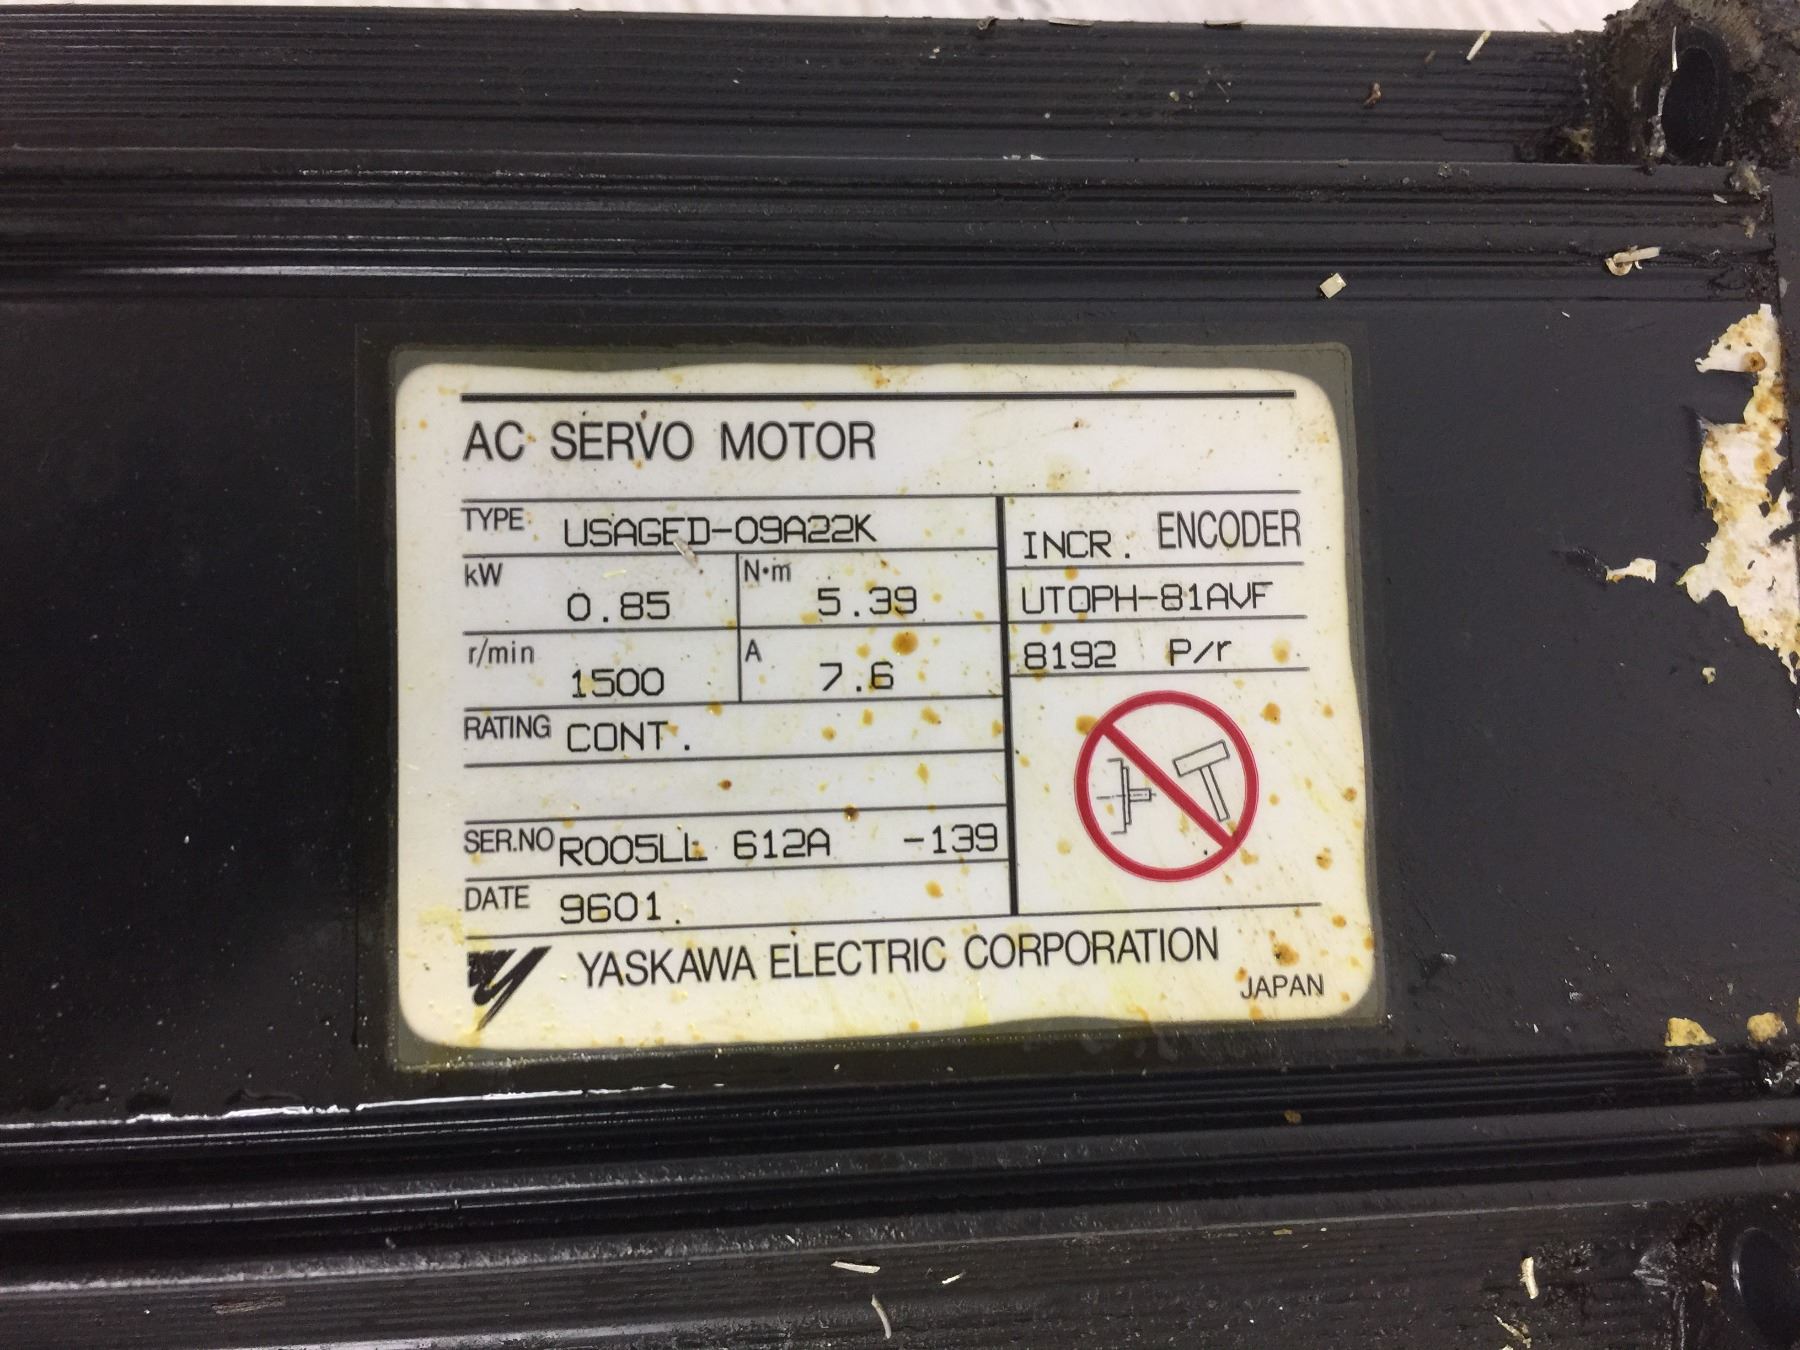 AC SERVO MOTOR
TYPE USAGED-09A22K
kW 0.85 N·m 5.39
r/min 1500 A 7.6
RATING CONT.
SER.NO R005LL 612A -139
DATE 9601.
INCR. ENCODER
UTOPH-81AVF
8192 P/r
YASKAWA ELECTRIC CORPORATION
JAPAN